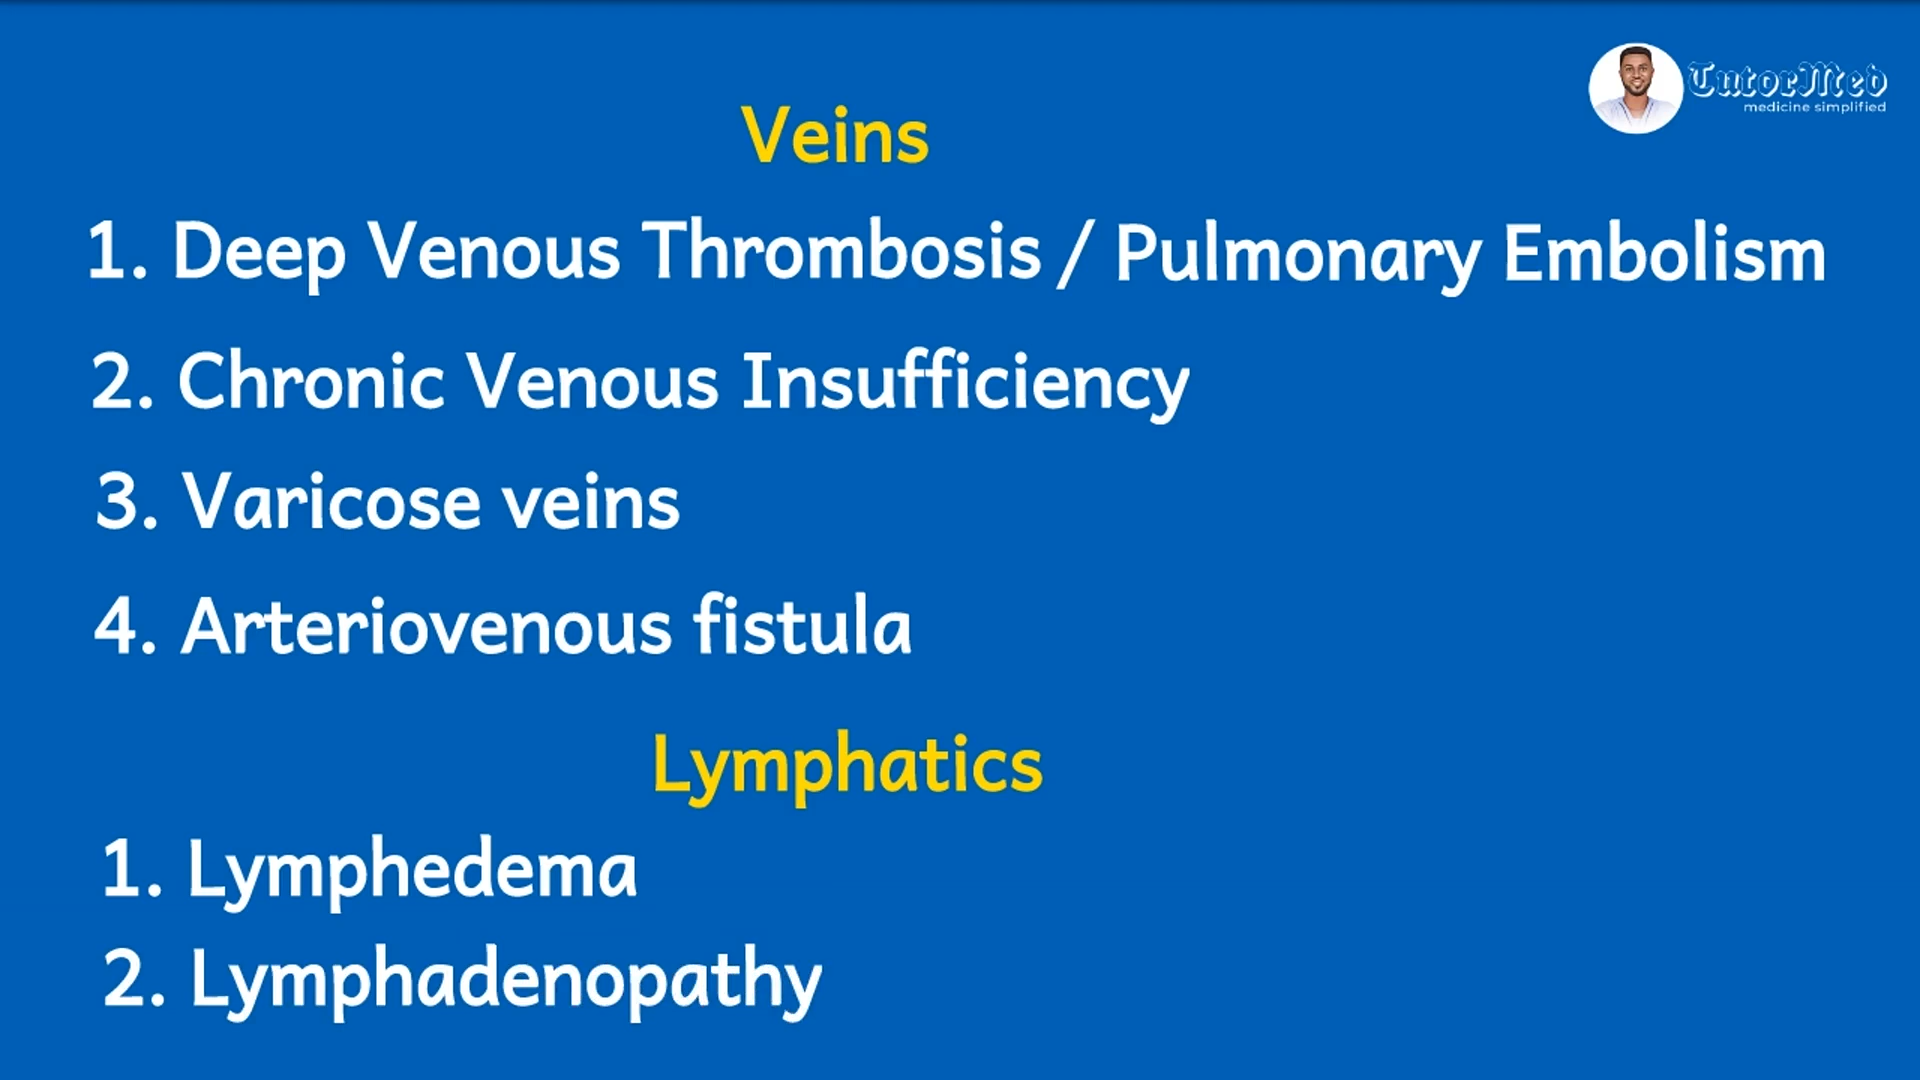 TutorMed
medicine simplified
Veins
1. Deep Venous Thrombosis / Pulmonary Embolism
2. Chronic Venous Insufficiency
3. Varicose veins
4. Arteriovenous fistula
Lymphatics
1. Lymphedema
2. Lymphadenopathy